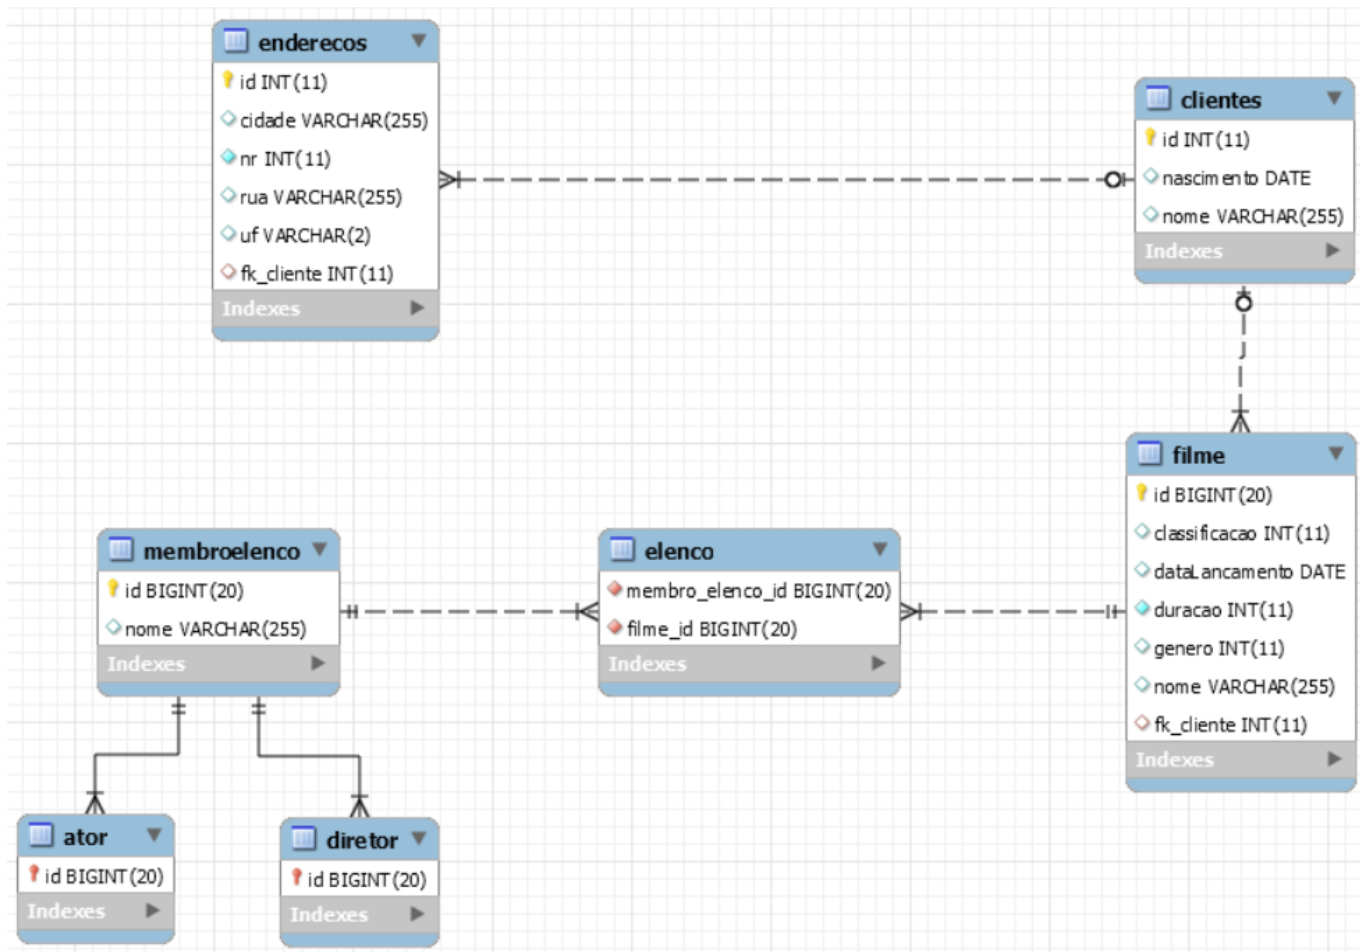 enderecos
id INT(11)
cidade VARCHAR(255)
nr INT(11)
rua VARCHAR(255)
uf VARCHAR(2)
fk_cliente INT(11)
Indexes
clientes
id INT(11)
nascimento DATE
nome VARCHAR(255)
Indexes
filme
id BIGINT(20)
classificacao INT(11)
dataLancamento DATE
duracao INT(11)
genero INT(11)
nome VARCHAR(255)
fk_cliente INT(11)
Indexes
membroelenco
id BIGINT(20)
nome VARCHAR(255)
Indexes
elenco
membro_elenco_id BIGINT(20)
filme_id BIGINT(20)
Indexes
ator
id BIGINT(20)
Indexes
diretor
id BIGINT(20)
Indexes